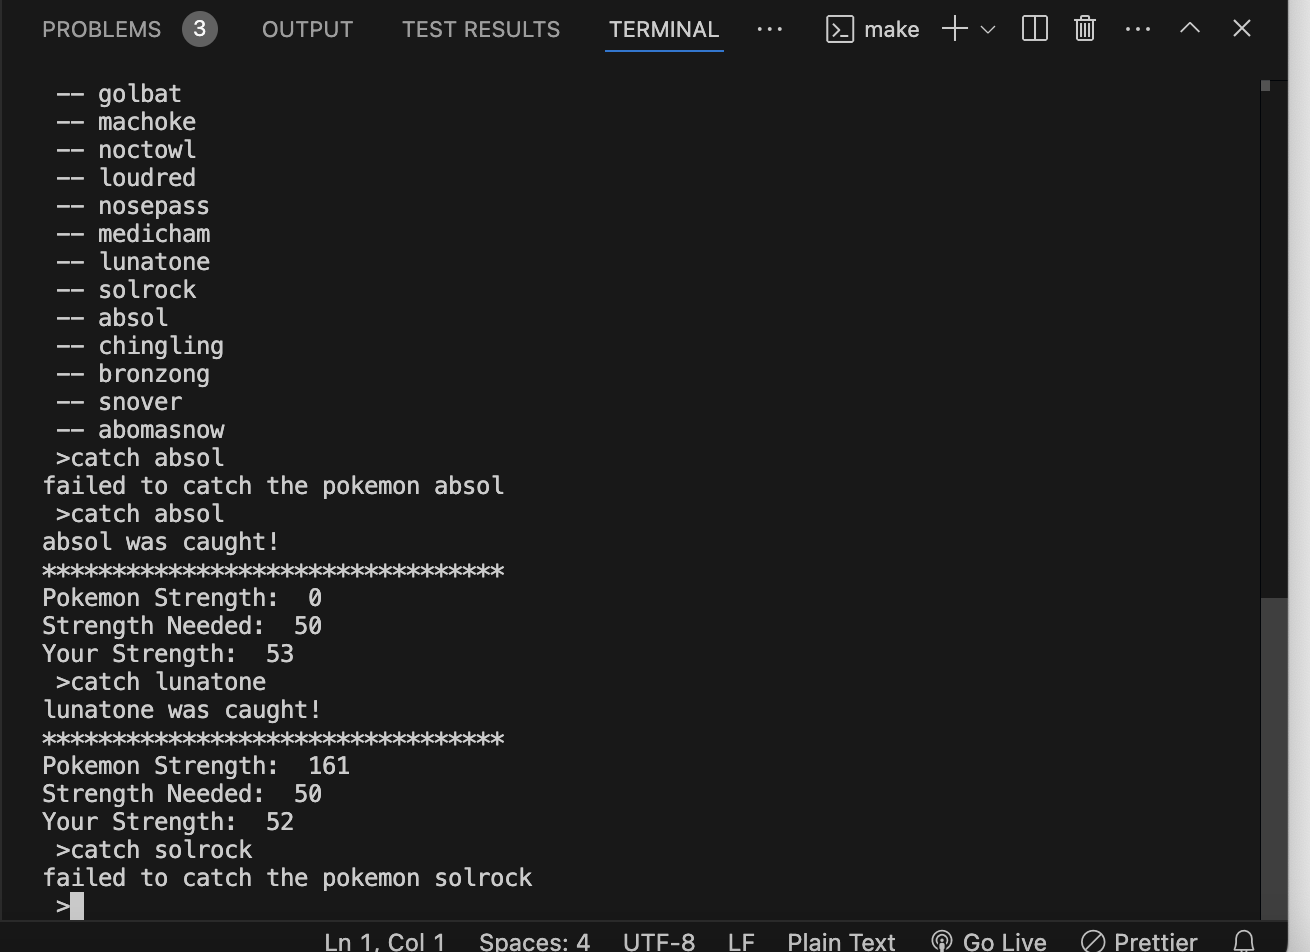 PROBLEMS 3 OUTPUT TEST RESULTS TERMINAL ··· make
-- golbat
-- machoke
-- noctowl
-- loudred
-- nosepass
-- medicham
-- lunatone
-- solrock
-- absol
-- chingling
-- bronzong
-- snover
-- abomasnow
>catch absol
failed to catch the pokemon absol
>catch absol
absol was caught!
*********************************
Pokemon Strength:  0
Strength Needed:  50
Your Strength:  53
>catch lunatone
lunatone was caught!
*********************************
Pokemon Strength:  161
Strength Needed:  50
Your Strength:  52
>catch solrock
failed to catch the pokemon solrock
>
Ln 1, Col 1 Spaces: 4 UTF-8 LF Plain Text Go Live Prettier